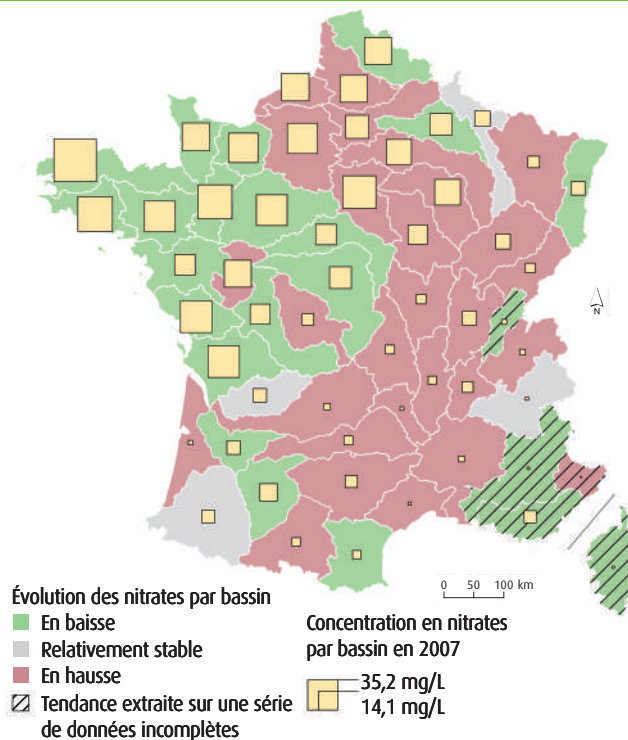 N
0 50 100 km
Évolution des nitrates par bassin
En baisse
Relativement stable
En hausse
Tendance extraite sur une série
de données incomplètes
Concentration en nitrates
par bassin en 2007
35,2 mg/L
14,1 mg/L